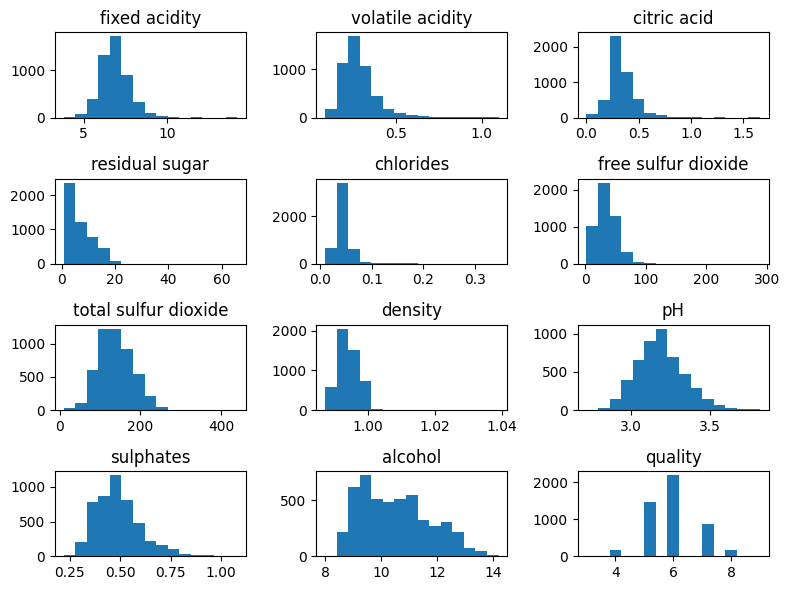 fixed acidity
1000
0
5 10
volatile acidity
1000
0
0.5 1.0
citric acid
2000
1000
0
0.0 0.5 1.0 1.5
residual sugar
2000
1000
0
0 20 40 60
chlorides
2000
0
0.0 0.1 0.2 0.3
free sulfur dioxide
2000
1000
0
0 100 200 300
total sulfur dioxide
1000
500
0
0 200 400
density
2000
1000
0
1.00 1.02 1.04
pH
1000
500
0
3.0 3.5
sulphates
1000
500
0
0.25 0.50 0.75 1.00
alcohol
500
0
8 10 12 14
quality
2000
1000
0
4 6 8